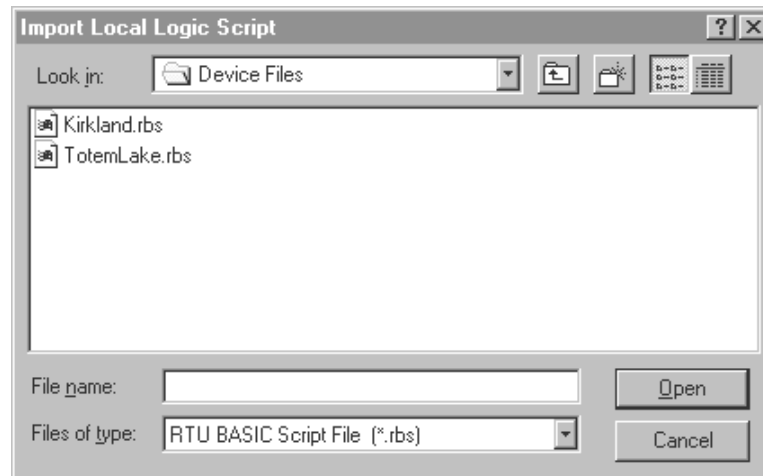 Import Local Logic Script
Look in: Device Files
Kirkland.rbs
TotemLake.rbs
File name:
Open
Files of type: RTU BASIC Script File (*.rbs)
Cancel